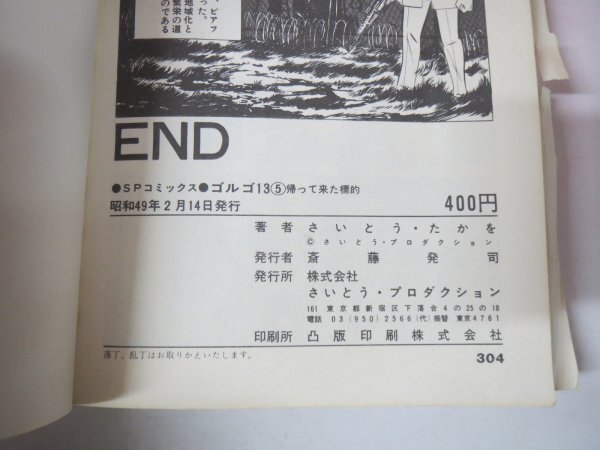 ・ピアフ
った。
地域化と
繁栄の道
のである
END
●SPコミックス●ゴルゴ13⑤帰って来た標的
昭和49年2月14日発行
400円
著者 さいとう・たかを
©さいとう・プロダクション
発行者 斎藤発司
発行所 株式会社
さいとう・プロダクション
161 東京都新宿区下落合4の25の18
電話 03(950)2566(代)振替 東京4761
印刷所 凸版印刷株式会社
落丁、乱丁はお取りかえいたします。
304